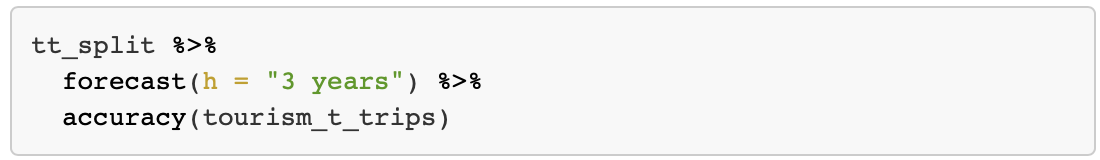 tt_split %>%
  forecast(h = "3 years") %>%
  accuracy(tourism_t_trips)